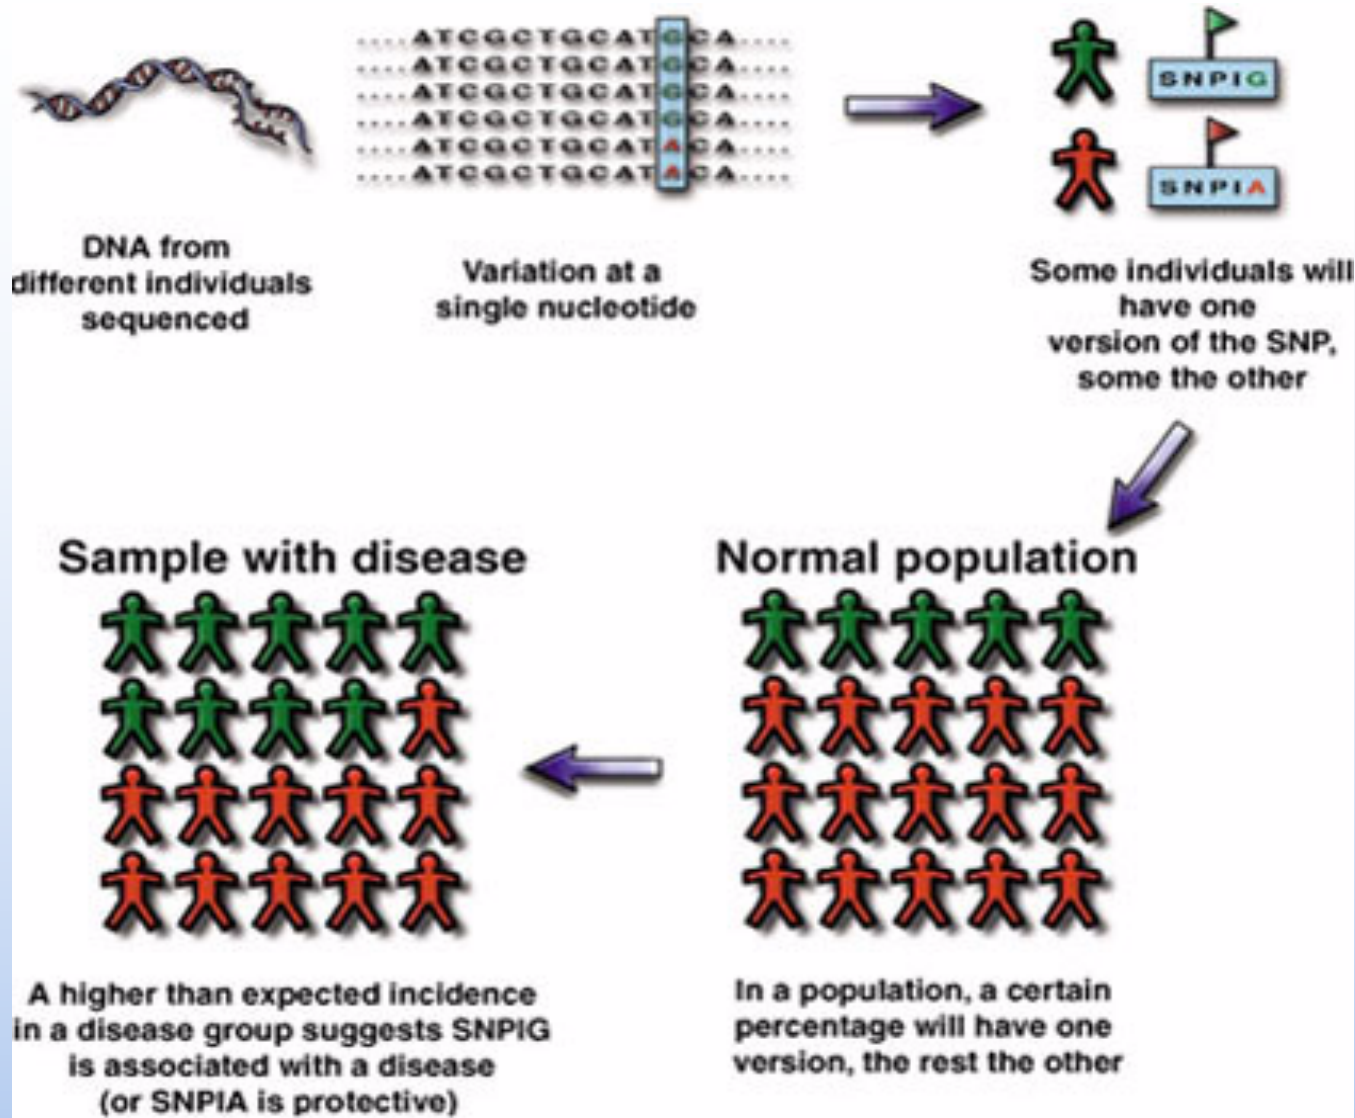 ....ATCGCTGCATGCA....
....ATCGCTGCATGCA....
....ATCGCTGCATGCA....
....ATCGCTGCATGCA....
....ATCGCTGCATACA....
....ATCGCTGCATACA....
SNPIG
SNPIA
DNA from
different individuals
sequenced
Variation at a
single nucleotide
Some individuals will
have one
version of the SNP,
some the other
Sample with disease
Normal population
A higher than expected incidence
in a disease group suggests SNPIG
is associated with a disease
(or SNPIA is protective)
In a population, a certain
percentage will have one
version, the rest the other